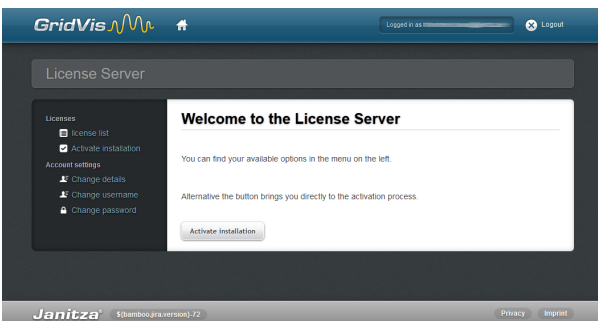 GridVis
Logged in as
Logout
License Server
Licenses
license list
Activate installation
Account settings
Change details
Change username
Change password
Welcome to the License Server
You can find your available options in the menu on the left.
Alternative the button brings you directly to the activation process.
Activate installation
Janitza®
${bamboo.jira.version}-72
Privacy
Imprint